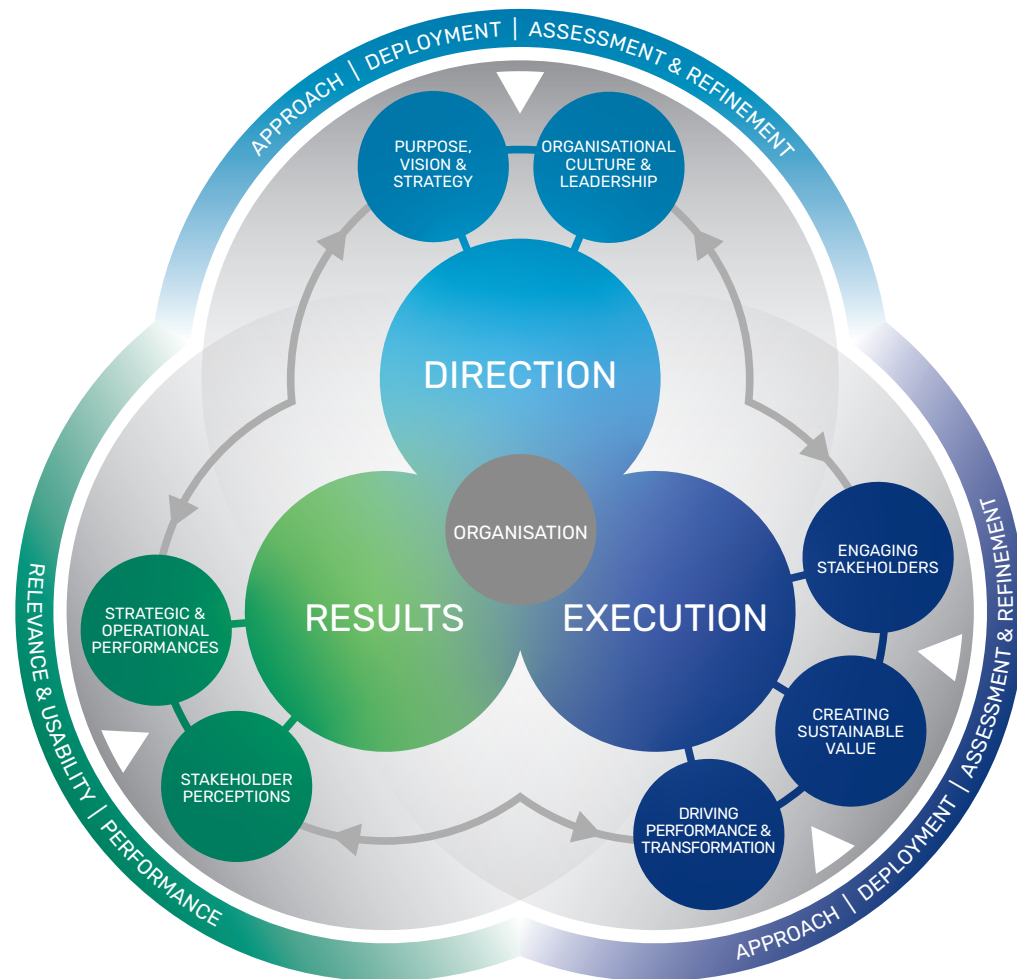 APPROACH | DEPLOYMENT | ASSESSMENT & REFINEMENT
PURPOSE,
VISION &
STRATEGY
ORGANISATIONAL
CULTURE &
LEADERSHIP
DIRECTION
ORGANISATION
RESULTS
EXECUTION
ENGAGING
STAKEHOLDERS
CREATING
SUSTAINABLE
VALUE
DRIVING
PERFORMANCE &
TRANSFORMATION
STRATEGIC &
OPERATIONAL
PERFORMANCES
STAKEHOLDER
PERCEPTIONS
RELEVANCE & USABILITY | PERFORMANCE
APPROACH | DEPLOYMENT | ASSESSMENT & REFINEMENT